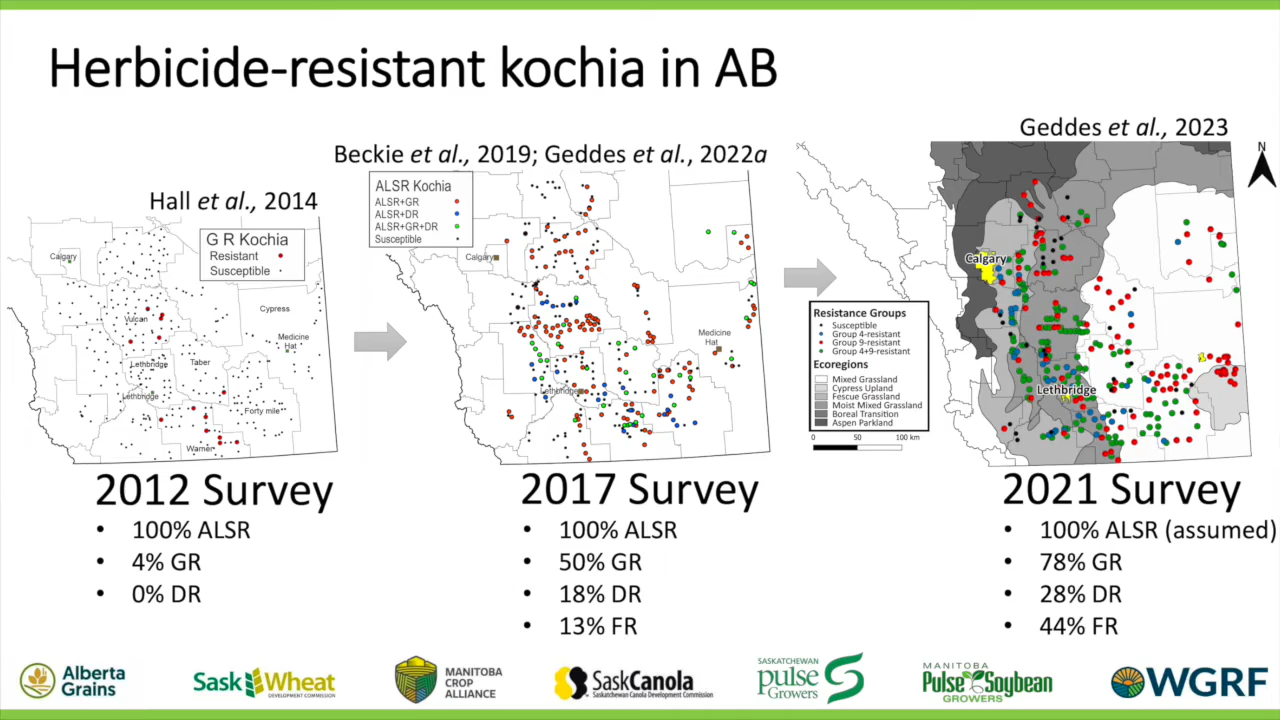 Herbicide-resistant kochia in AB
Hall et al., 2014
G R Kochia
Resistant
Susceptible
Calgary
Vulcan
Cypress
Medicine
Hat
Lethbridge
Taber
Lethbridge
Forty mile
Warner
2012 Survey
• 100% ALSR
• 4% GR
• 0% DR
Beckie et al., 2019; Geddes et al., 2022a
ALSR Kochia
ALSR+GR
ALSR+DR
ALSR+GR+DR
Susceptible
Calgary
Medicine
Hat
Lethbridge
2017 Survey
• 100% ALSR
• 50% GR
• 18% DR
• 13% FR
Geddes et al., 2023
N
Calgary
Lethbridge
Resistance Groups
Susceptible
Group 4-resistant
Group 9-resistant
Group 4+9-resistant
Ecoregions
Mixed Grassland
Cypress Upland
Fescue Grassland
Moist Mixed Grassland
Boreal Transition
Aspen Parkland
0 50 100 km
2021 Survey
• 100% ALSR (assumed)
• 78% GR
• 28% DR
• 44% FR
Alberta
Grains
SaskWheat
DEVELOPMENT COMMISSION
MANITOBA
CROP
ALLIANCE
SaskCanola
Saskatchewan Canola Development Commission
SASKATCHEWAN
pulse
GROWERS
MANITOBA
Pulse Soybean
GROWERS
WGRF